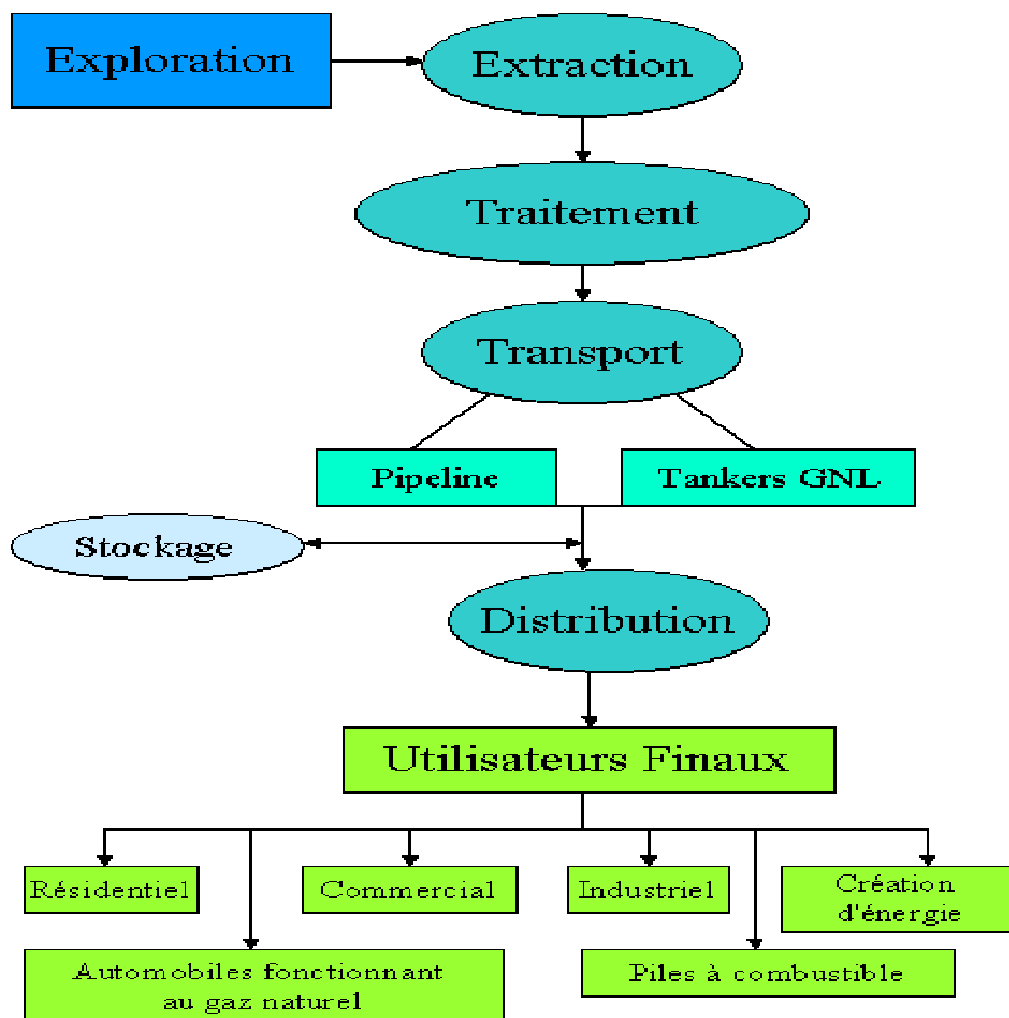 Exploration
Extraction
Traitement
Transport
Pipeline
Tankers GNL
Stockage
Distribution
Utilisateurs Finaux
Résidentiel
Commercial
Industriel
Création
d'énergie
Automobiles fonctionnant
au gaz naturel
Piles à combustible